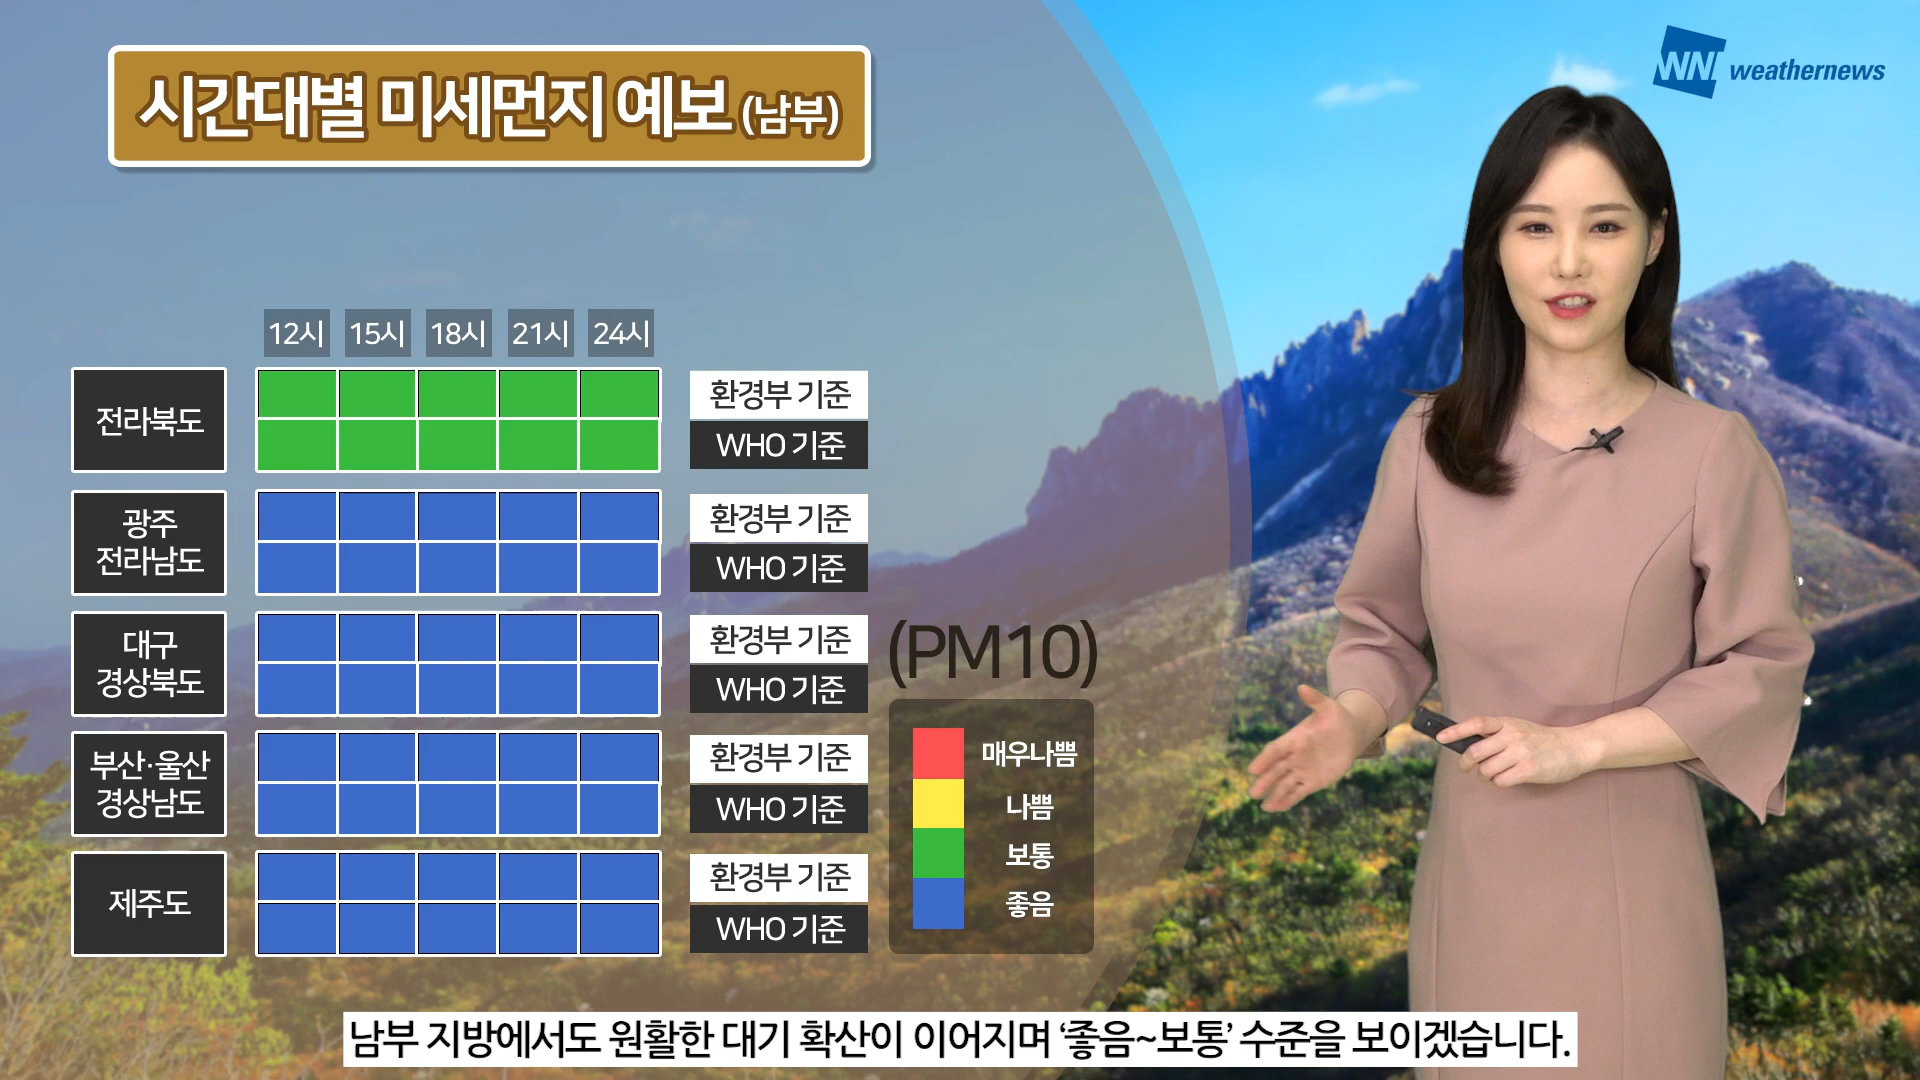 시간대별 미세먼지 예보 (남부)
WN weathernews
12시 15시 18시 21시 24시
전라북도
환경부 기준
WHO 기준
광주
전라남도
환경부 기준
WHO 기준
대구
경상북도
환경부 기준
WHO 기준
부산·울산
경상남도
환경부 기준
WHO 기준
제주도
환경부 기준
WHO 기준
(PM10)
매우나쁨
나쁨
보통
좋음
남부 지방에서도 원활한 대기 확산이 이어지며 ‘좋음~보통’ 수준을 보이겠습니다.